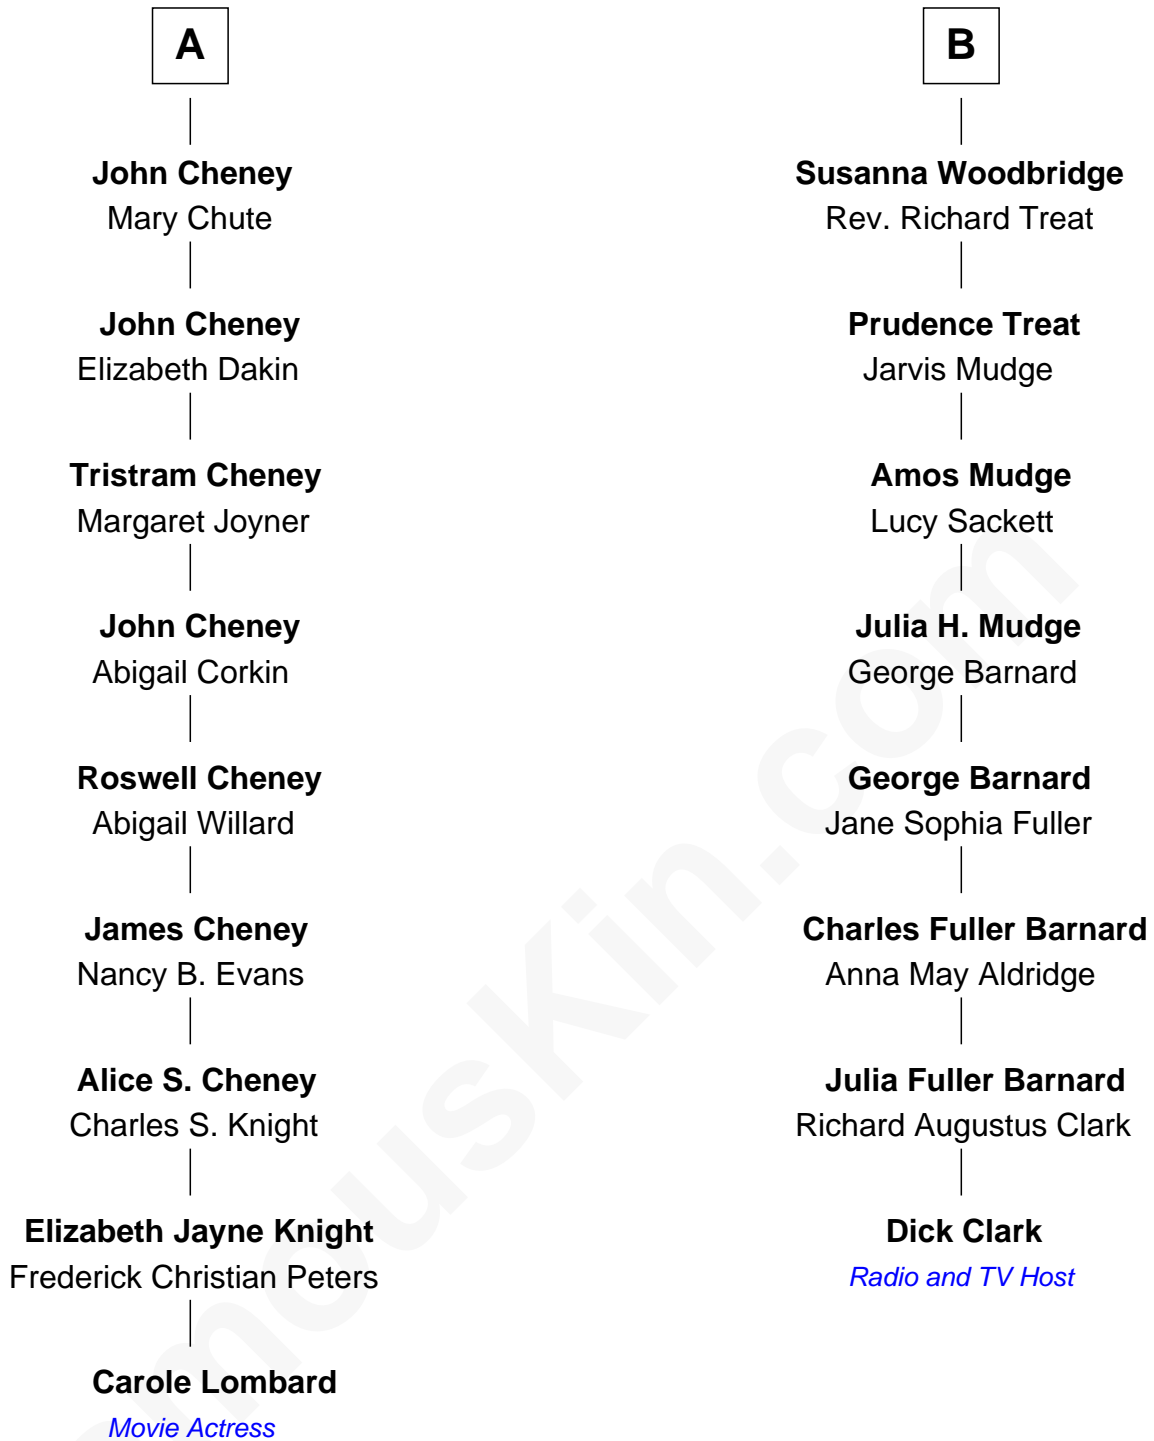 A
John Cheney
Mary Chute
John Cheney
Elizabeth Dakin
Tristram Cheney
Margaret Joyner
John Cheney
Abigail Corkin
Roswell Cheney
Abigail Willard
James Cheney
Nancy B. Evans
Alice S. Cheney
Charles S. Knight
Elizabeth Jayne Knight
Frederick Christian Peters
Carole Lombard
Movie Actress
B
Susanna Woodbridge
Rev. Richard Treat
Prudence Treat
Jarvis Mudge
Amos Mudge
Lucy Sackett
Julia H. Mudge
George Barnard
George Barnard
Jane Sophia Fuller
Charles Fuller Barnard
Anna May Aldridge
Julia Fuller Barnard
Richard Augustus Clark
Dick Clark
Radio and TV Host
mousKin.com